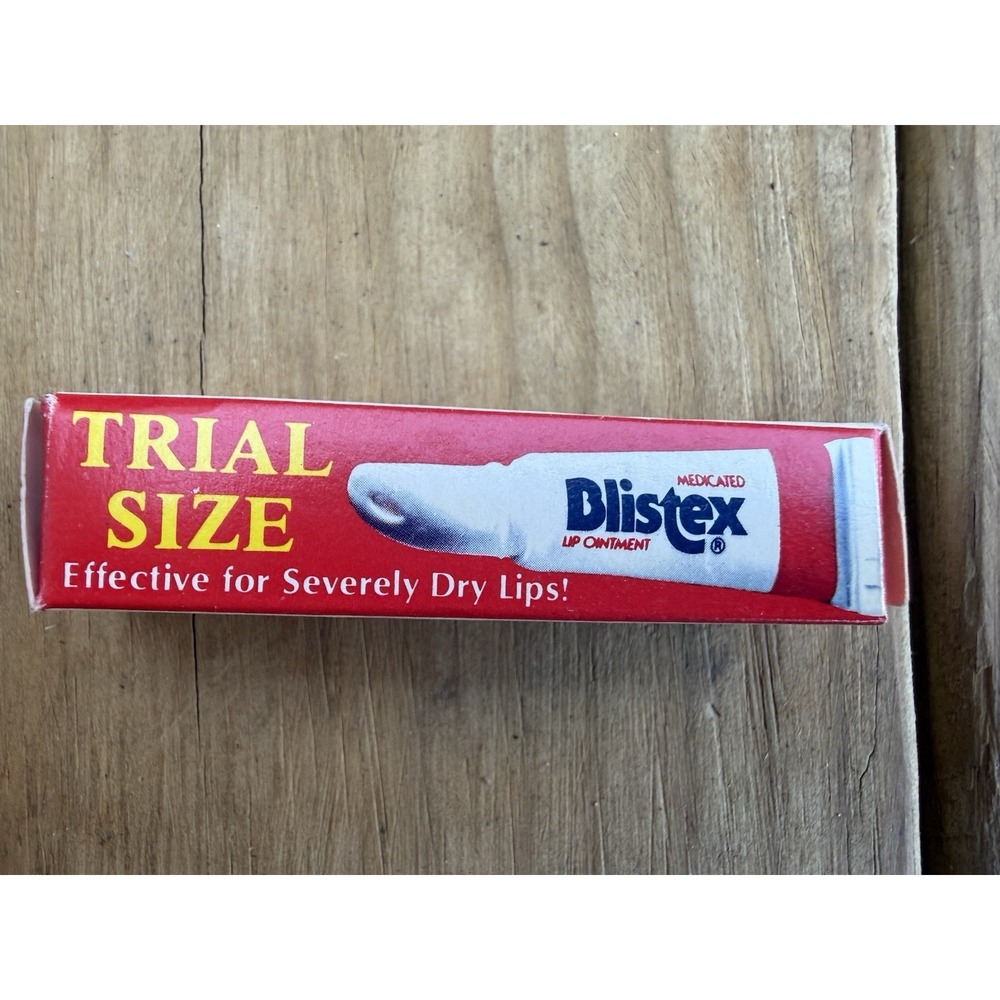 TRIAL
SIZE
Effective for Severely Dry Lips!
MEDICATED
Blistex
LIP OINTMENT ®